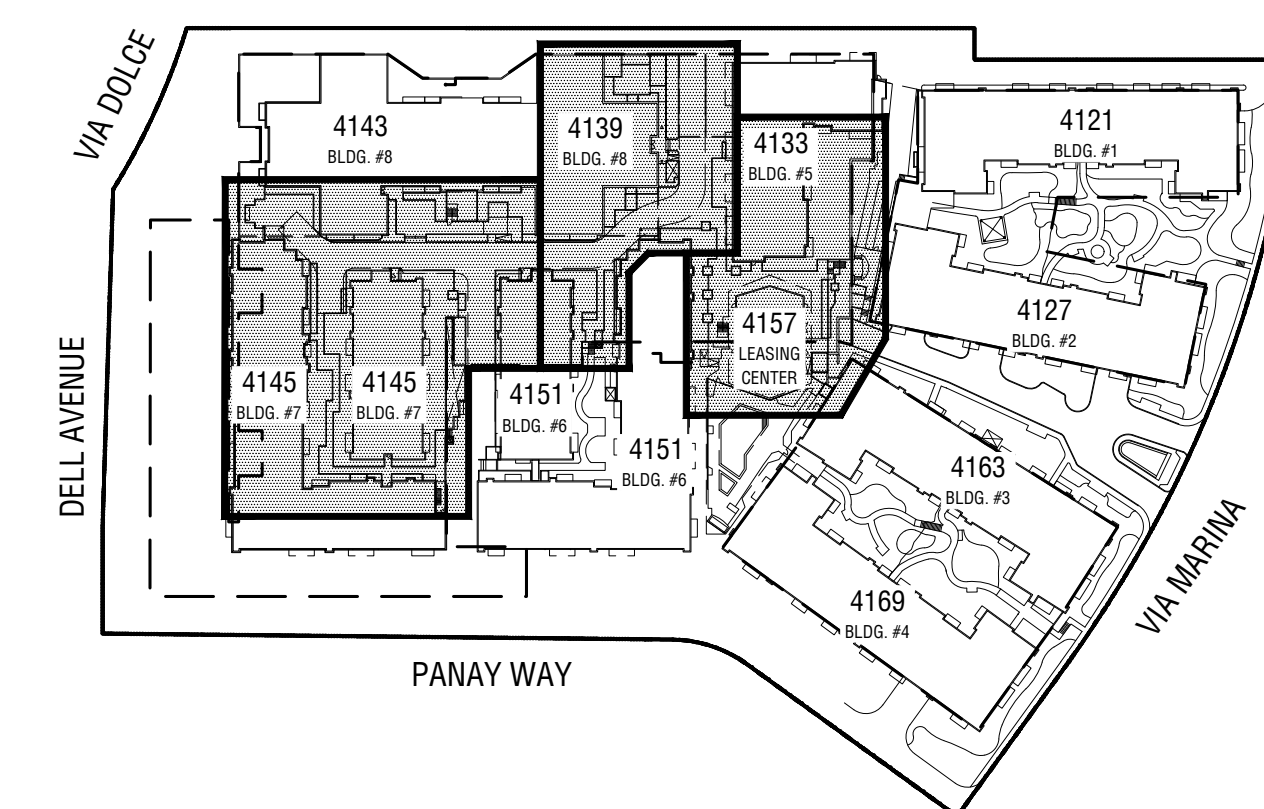 VIA DOLCE
4143
BLDG. #8
4139
BLDG. #8
4133
BLDG. #5
4121
BLDG. #1
4127
BLDG. #2
4157
LEASING
CENTER
DELL AVENUE
4145
BLDG. #7
4145
BLDG. #7
4151
BLDG. #6
4151
BLDG. #6
4163
BLDG. #3
4169
BLDG. #4
VIA MARINA
PANAY WAY